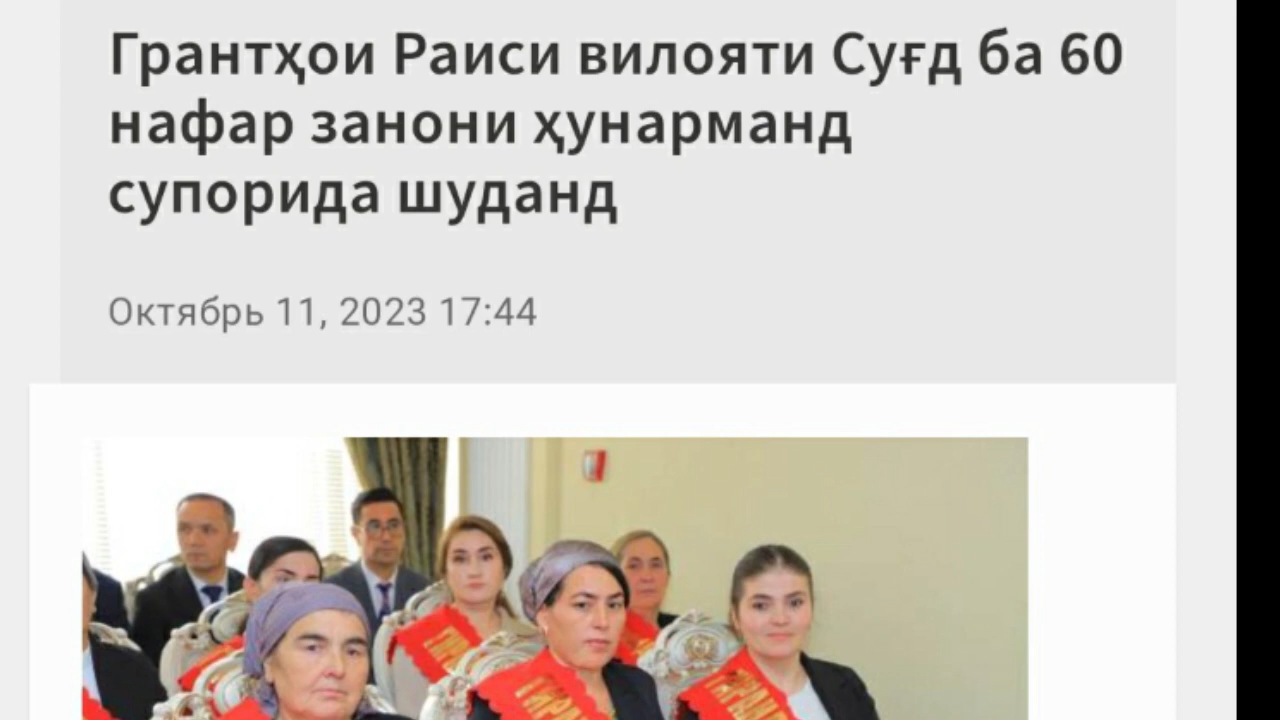 Грантҳои Раиси вилояти Суғд ба 60
нафар занони ҳунарманд
супорида шуданд
Октябрь 11, 2023 17:44